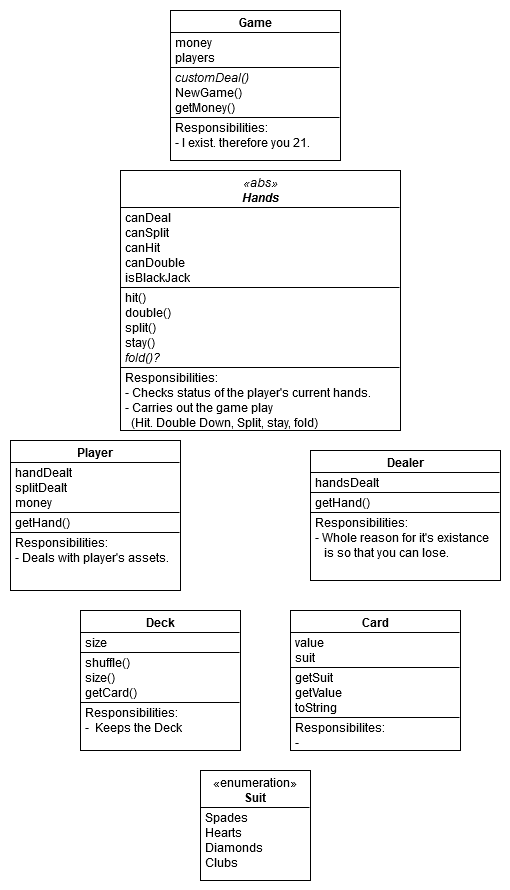 Game
money
players
customDeal()
NewGame()
getMoney()
Responsibilities:
- I exist. therefore you 21.
«abs»
Hands
canDeal
canSplit
canHit
canDouble
isBlackJack
hit()
double()
split()
stay()
fold()?
Responsibilities:
- Checks status of the player's current hands.
- Carries out the game play
(Hit. Double Down, Split, stay, fold)
Player
handDealt
splitDealt
money
getHand()
Responsibilities:
- Deals with player's assets.
Dealer
handsDealt
getHand()
Responsibilities:
- Whole reason for it's existance
is so that you can lose.
Deck
size
shuffle()
size()
getCard()
Responsibilities:
- Keeps the Deck
Card
value
suit
getSuit
getValue
toString
Responsibilites:
-
«enumeration»
Suit
Spades
Hearts
Diamonds
Clubs